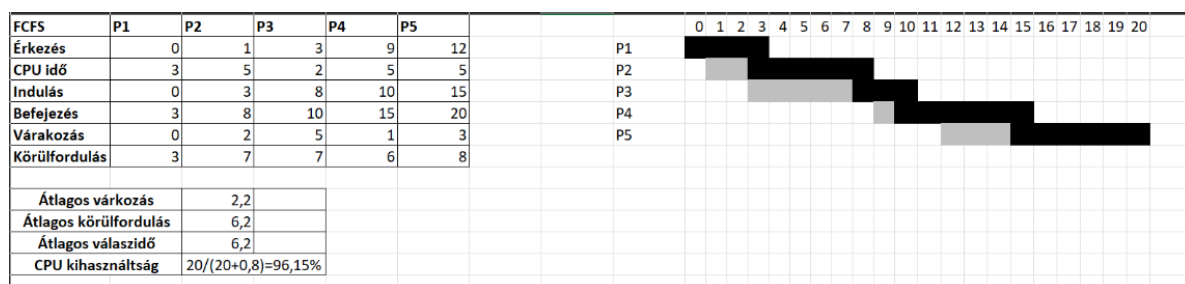 FCFS P1 P2 P3 P4 P5 0 1 2 3 4 5 6 7 8 9 10 11 12 13 14 15 16 17 18 19 20
Érkezés 0 1 3 9 12 P1
CPU idő 3 5 2 5 5 P2
Indulás 0 3 8 10 15 P3
Befejezés 3 8 10 15 20 P4
Várakozás 0 2 5 1 3 P5
Körülfordulás 3 7 7 6 8
Átlagos várkozás 2,2
Átlagos körülfordulás 6,2
Átlagos válaszidő 6,2
CPU kihasználtság 20/(20+0,8)=96,15%